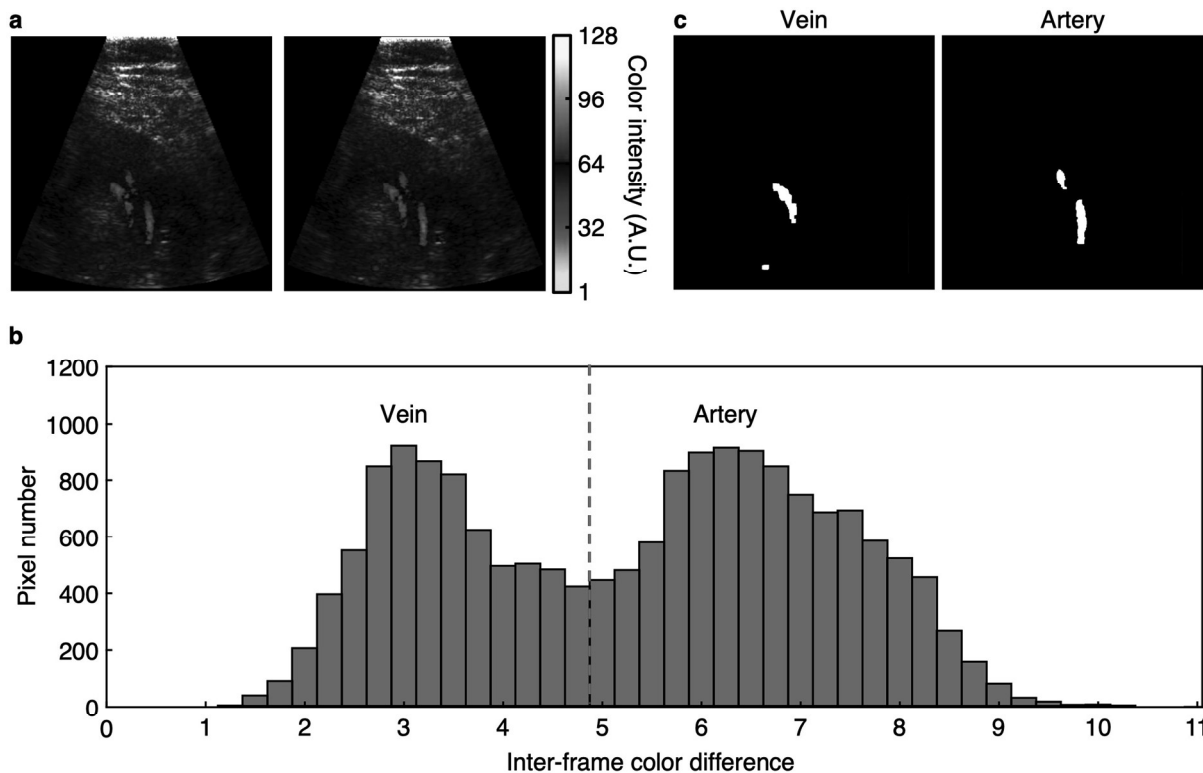 a
128
96
64
32
1
Color intensity (A.U.)
c
Vein
Artery
b
1200
1000
800
600
400
200
0
Pixel number
Vein
Artery
0 1 2 3 4 5 6 7 8 9 10 11
Inter-frame color difference